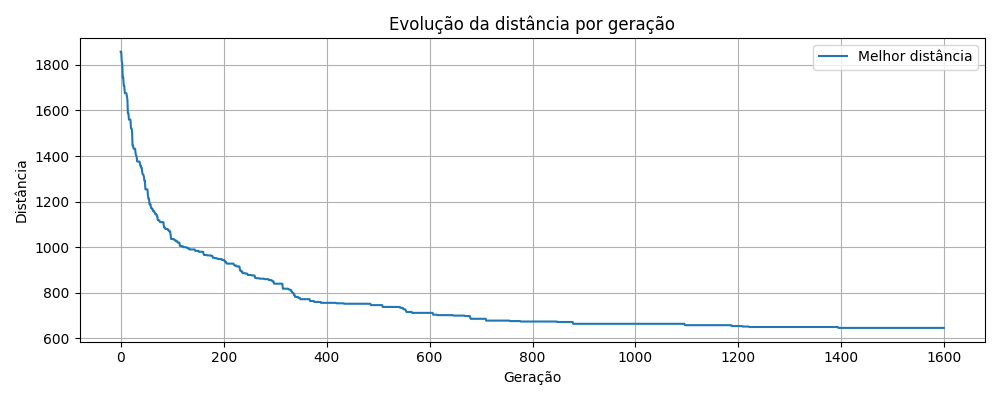 Evolução da distância por geração
Melhor distância
Distância
1800
1600
1400
1200
1000
800
600
0 200 400 600 800 1000 1200 1400 1600
Geração